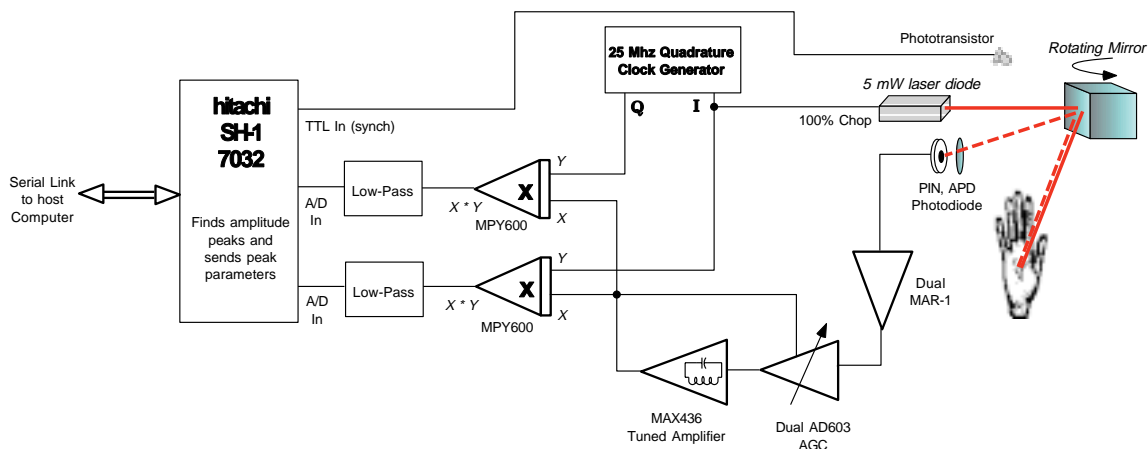 Phototransistor
Rotating Mirror
25 Mhz Quadrature
Clock Generator
5 mW laser diode
hitachi
SH-1
7032
Q
I
100% Chop
TTL In (synch)
Y
Low-Pass
X
X * Y
MPY600
X
PIN, APD
Photodiode
Serial Link
to host
Computer
A/D
In
Finds amplitude
peaks and
sends peak
parameters
Y
Low-Pass
X
X * Y
MPY600
X
A/D
In
Dual
MAR-1
MAX436
Tuned Amplifier
Dual AD603
AGC